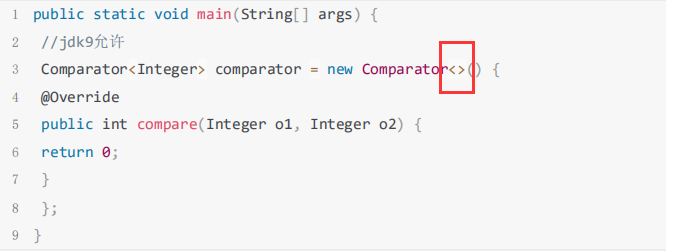 1 public static void main(String[] args) {
2 //jdk9允许
3 Comparator<Integer> comparator = new Comparator<>() {
4 @Override
5 public int compare(Integer o1, Integer o2) {
6 return 0;
7 }
8 };
9 }